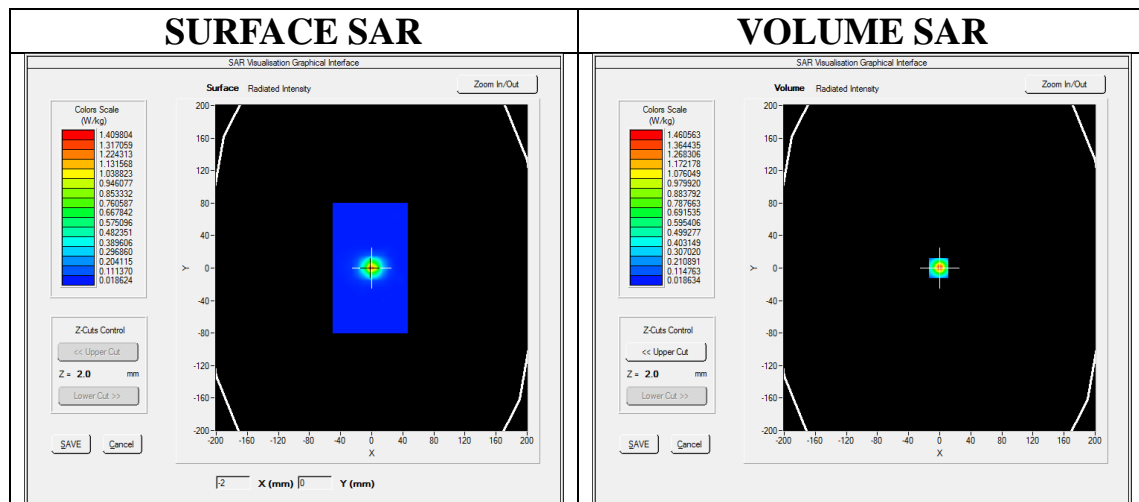 SURFACE SAR
SAR Visualisation Graphical Interface
Surface Radiated Intensity
Zoom In/Out
Colors Scale
(W/kg)
1.409804
1.317059
1.224313
1.131568
1.038823
0.946077
0.853332
0.760587
0.667842
0.575096
0.482351
0.389606
0.296860
0.204115
0.111370
0.018624
200
160
120
80
40
0
-40
-80
-120
-160
-200
Y
-200 -160 -120 -80 -40 0 40 80 120 160 200
X
Z-Cuts Control
<< Upper Cut
Z = 2.0 mm
Lower Cut >>
SAVE Cancel
-2 X (mm) 0 Y (mm)
VOLUME SAR
SAR Visualisation Graphical Interface
Volume Radiated Intensity
Zoom In/Out
Colors Scale
(W/kg)
1.460563
1.364435
1.268306
1.172178
1.076049
0.979920
0.883792
0.787663
0.691535
0.595406
0.499277
0.403149
0.307020
0.210891
0.114763
0.018634
200
160
120
80
40
0
-40
-80
-120
-160
-200
Y
-200 -160 -120 -80 -40 0 40 80 120 160 200
X
Z-Cuts Control
<< Upper Cut
Z = 2.0 mm
Lower Cut >>
SAVE Cancel